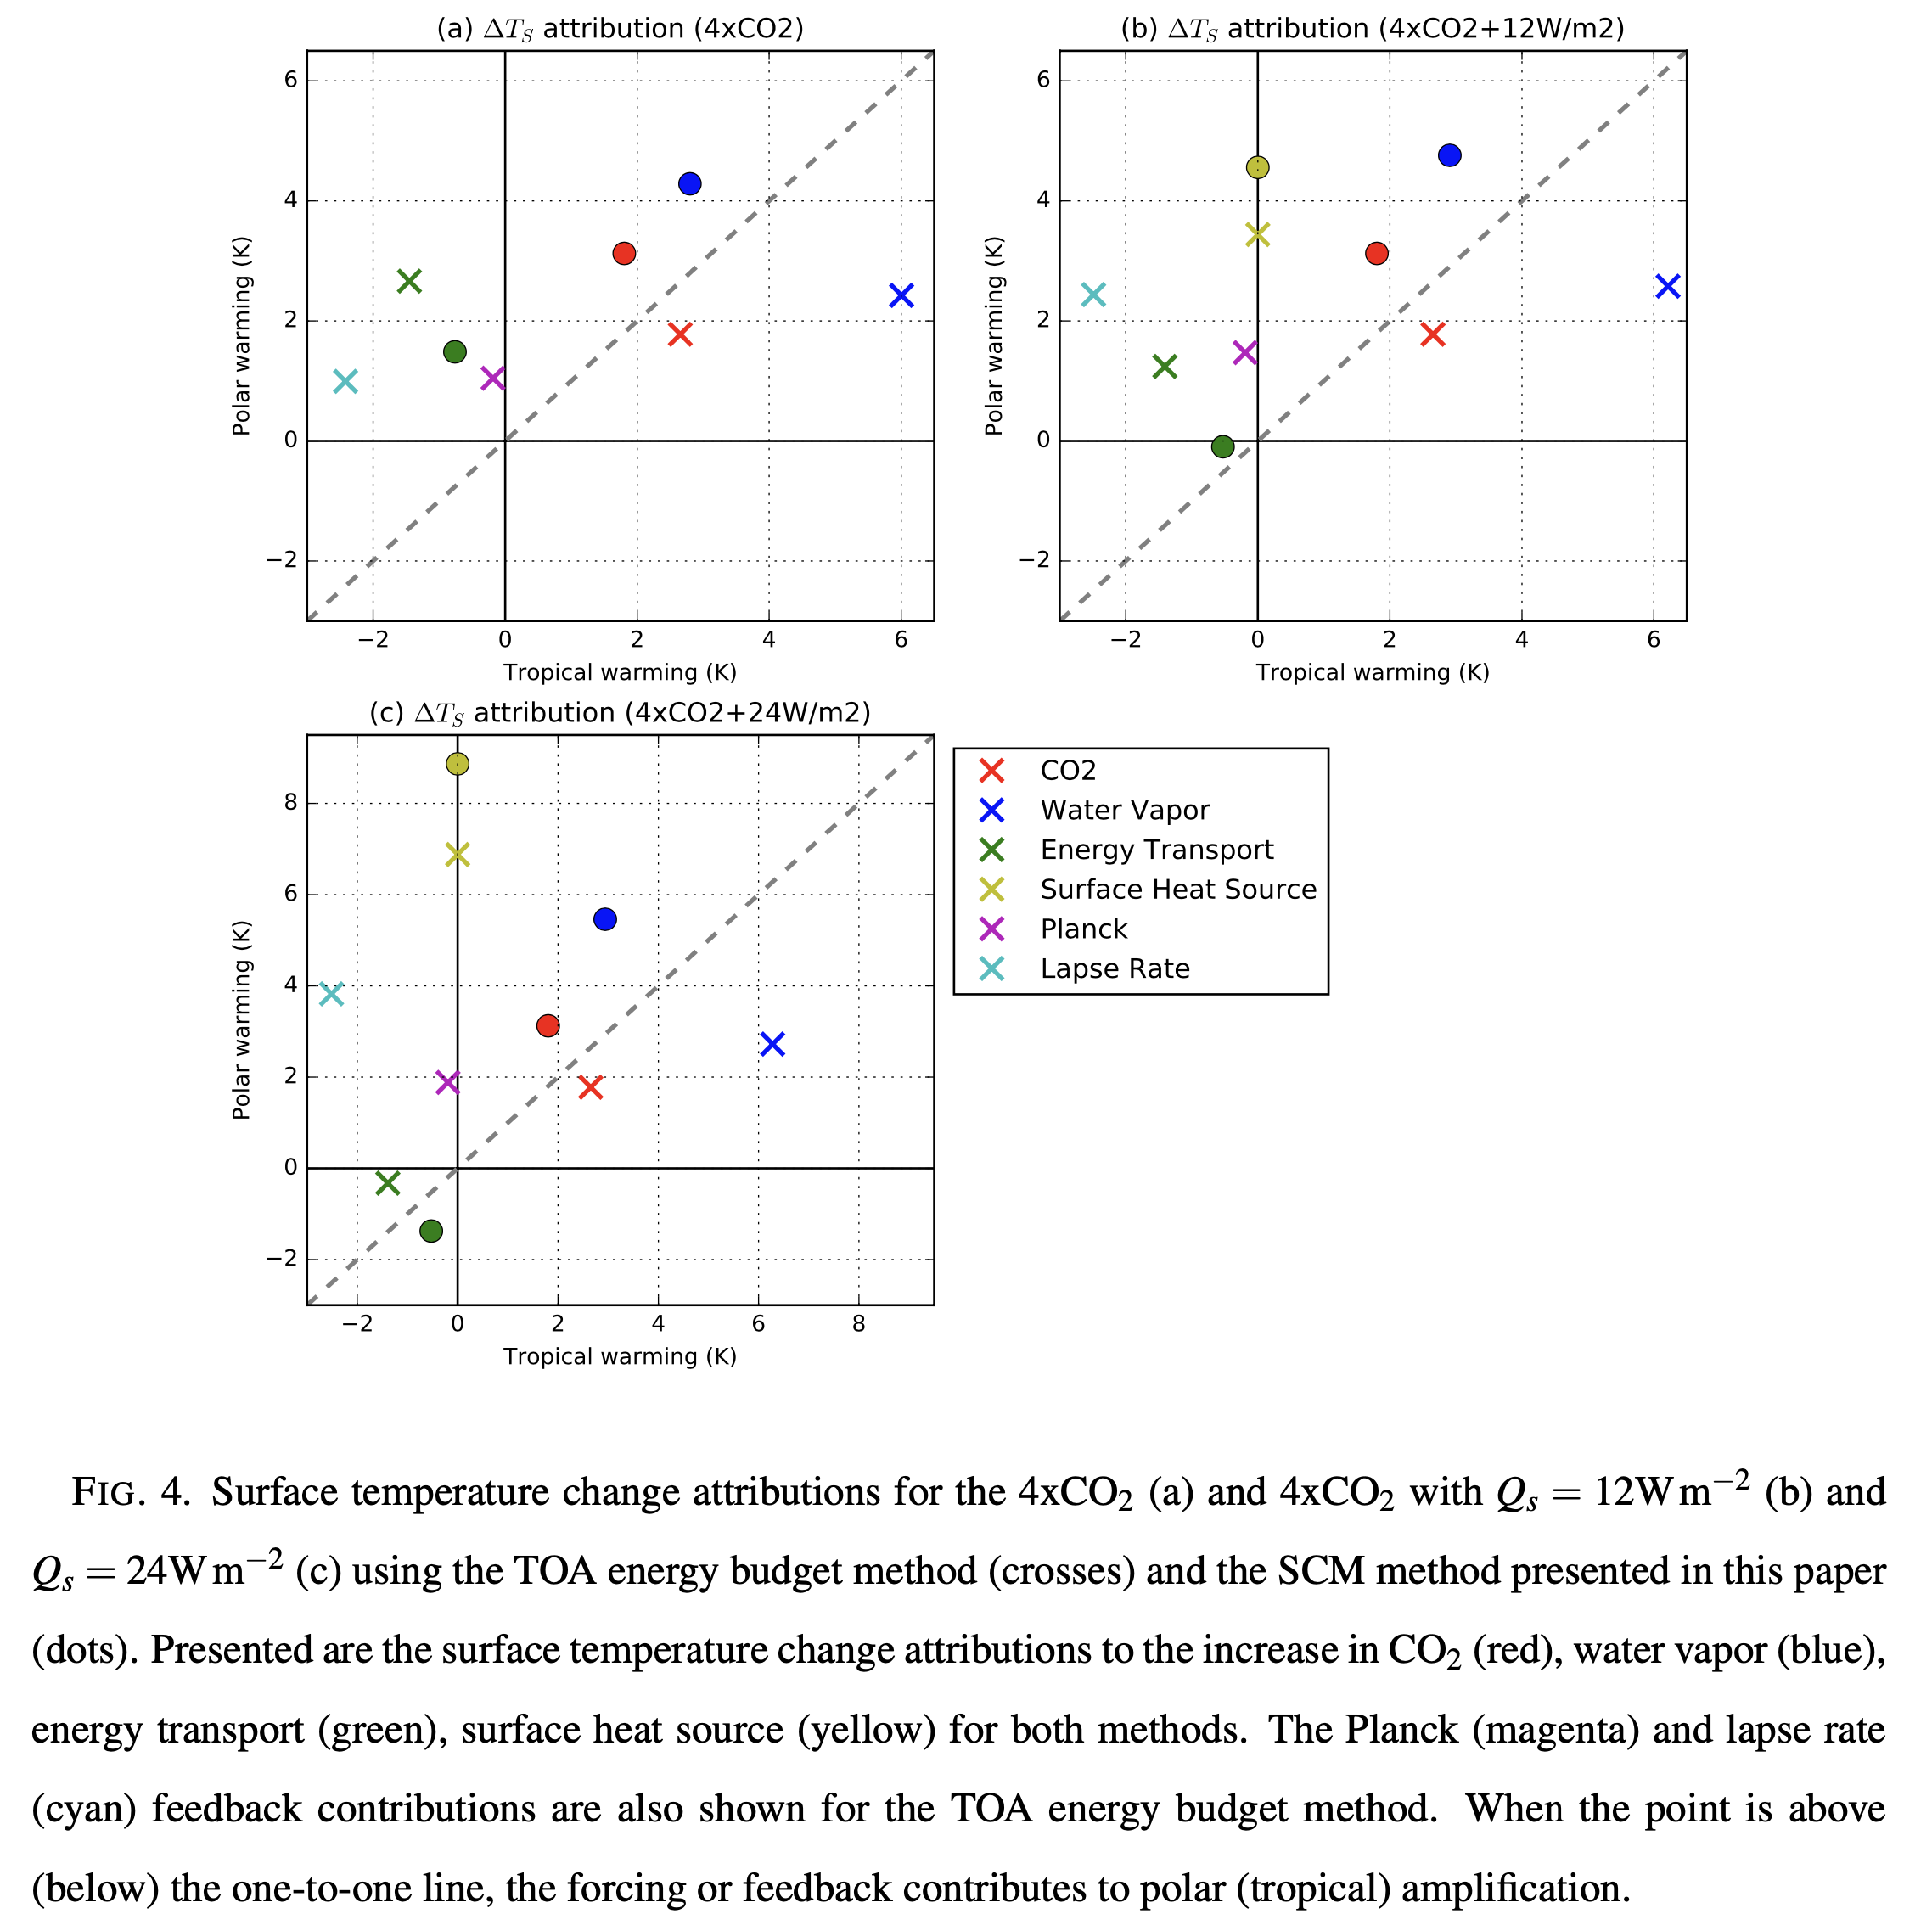 (a) ΔT_S attribution (4xCO2)
6
4
2
0
−2
Polar warming (K)
−2 0 2 4 6
Tropical warming (K)
(b) ΔT_S attribution (4xCO2+12W/m2)
6
4
2
0
−2
Polar warming (K)
−2 0 2 4 6
Tropical warming (K)
(c) ΔT_S attribution (4xCO2+24W/m2)
8
6
4
2
0
−2
Polar warming (K)
−2 0 2 4 6 8
Tropical warming (K)
CO2
Water Vapor
Energy Transport
Surface Heat Source
Planck
Lapse Rate
FIG. 4. Surface temperature change attributions for the 4xCO₂ (a) and 4xCO₂ with Q_s = 12W m⁻² (b) and
Q_s = 24W m⁻² (c) using the TOA energy budget method (crosses) and the SCM method presented in this paper
(dots). Presented are the surface temperature change attributions to the increase in CO₂ (red), water vapor (blue),
energy transport (green), surface heat source (yellow) for both methods. The Planck (magenta) and lapse rate
(cyan) feedback contributions are also shown for the TOA energy budget method. When the point is above
(below) the one-to-one line, the forcing or feedback contributes to polar (tropical) amplification.